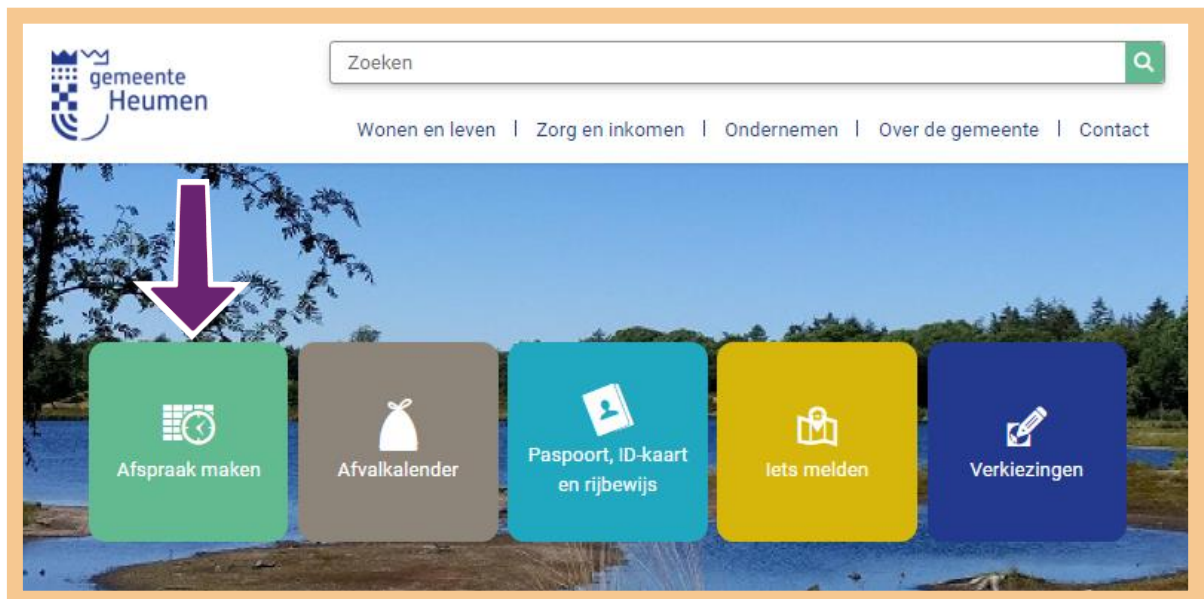 gemeente
Heumen
Zoeken
Wonen en leven | Zorg en inkomen | Ondernemen | Over de gemeente | Contact
Afspraak maken
Afvalkalender
Paspoort, ID-kaart
en rijbewijs
Iets melden
Verkiezingen